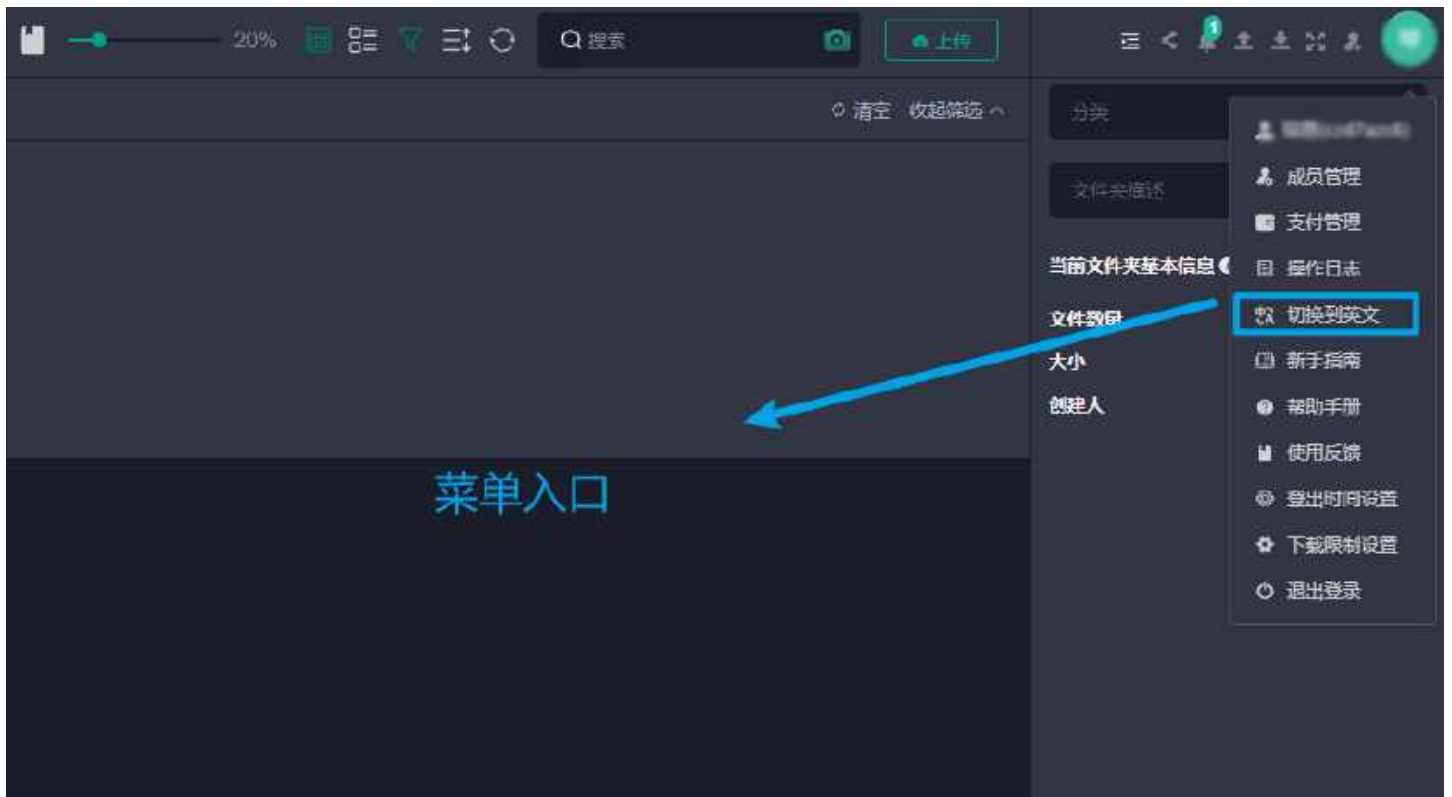 20%
搜索
上传
1
清空 收起筛选
分类
文件夹描述
当前文件夹基本信息
文件数量
大小
创建人
成员管理
支付管理
操作日志
切换到英文
新手指南
帮助手册
使用反馈
登出时间设置
下载限制设置
退出登录
菜单入口